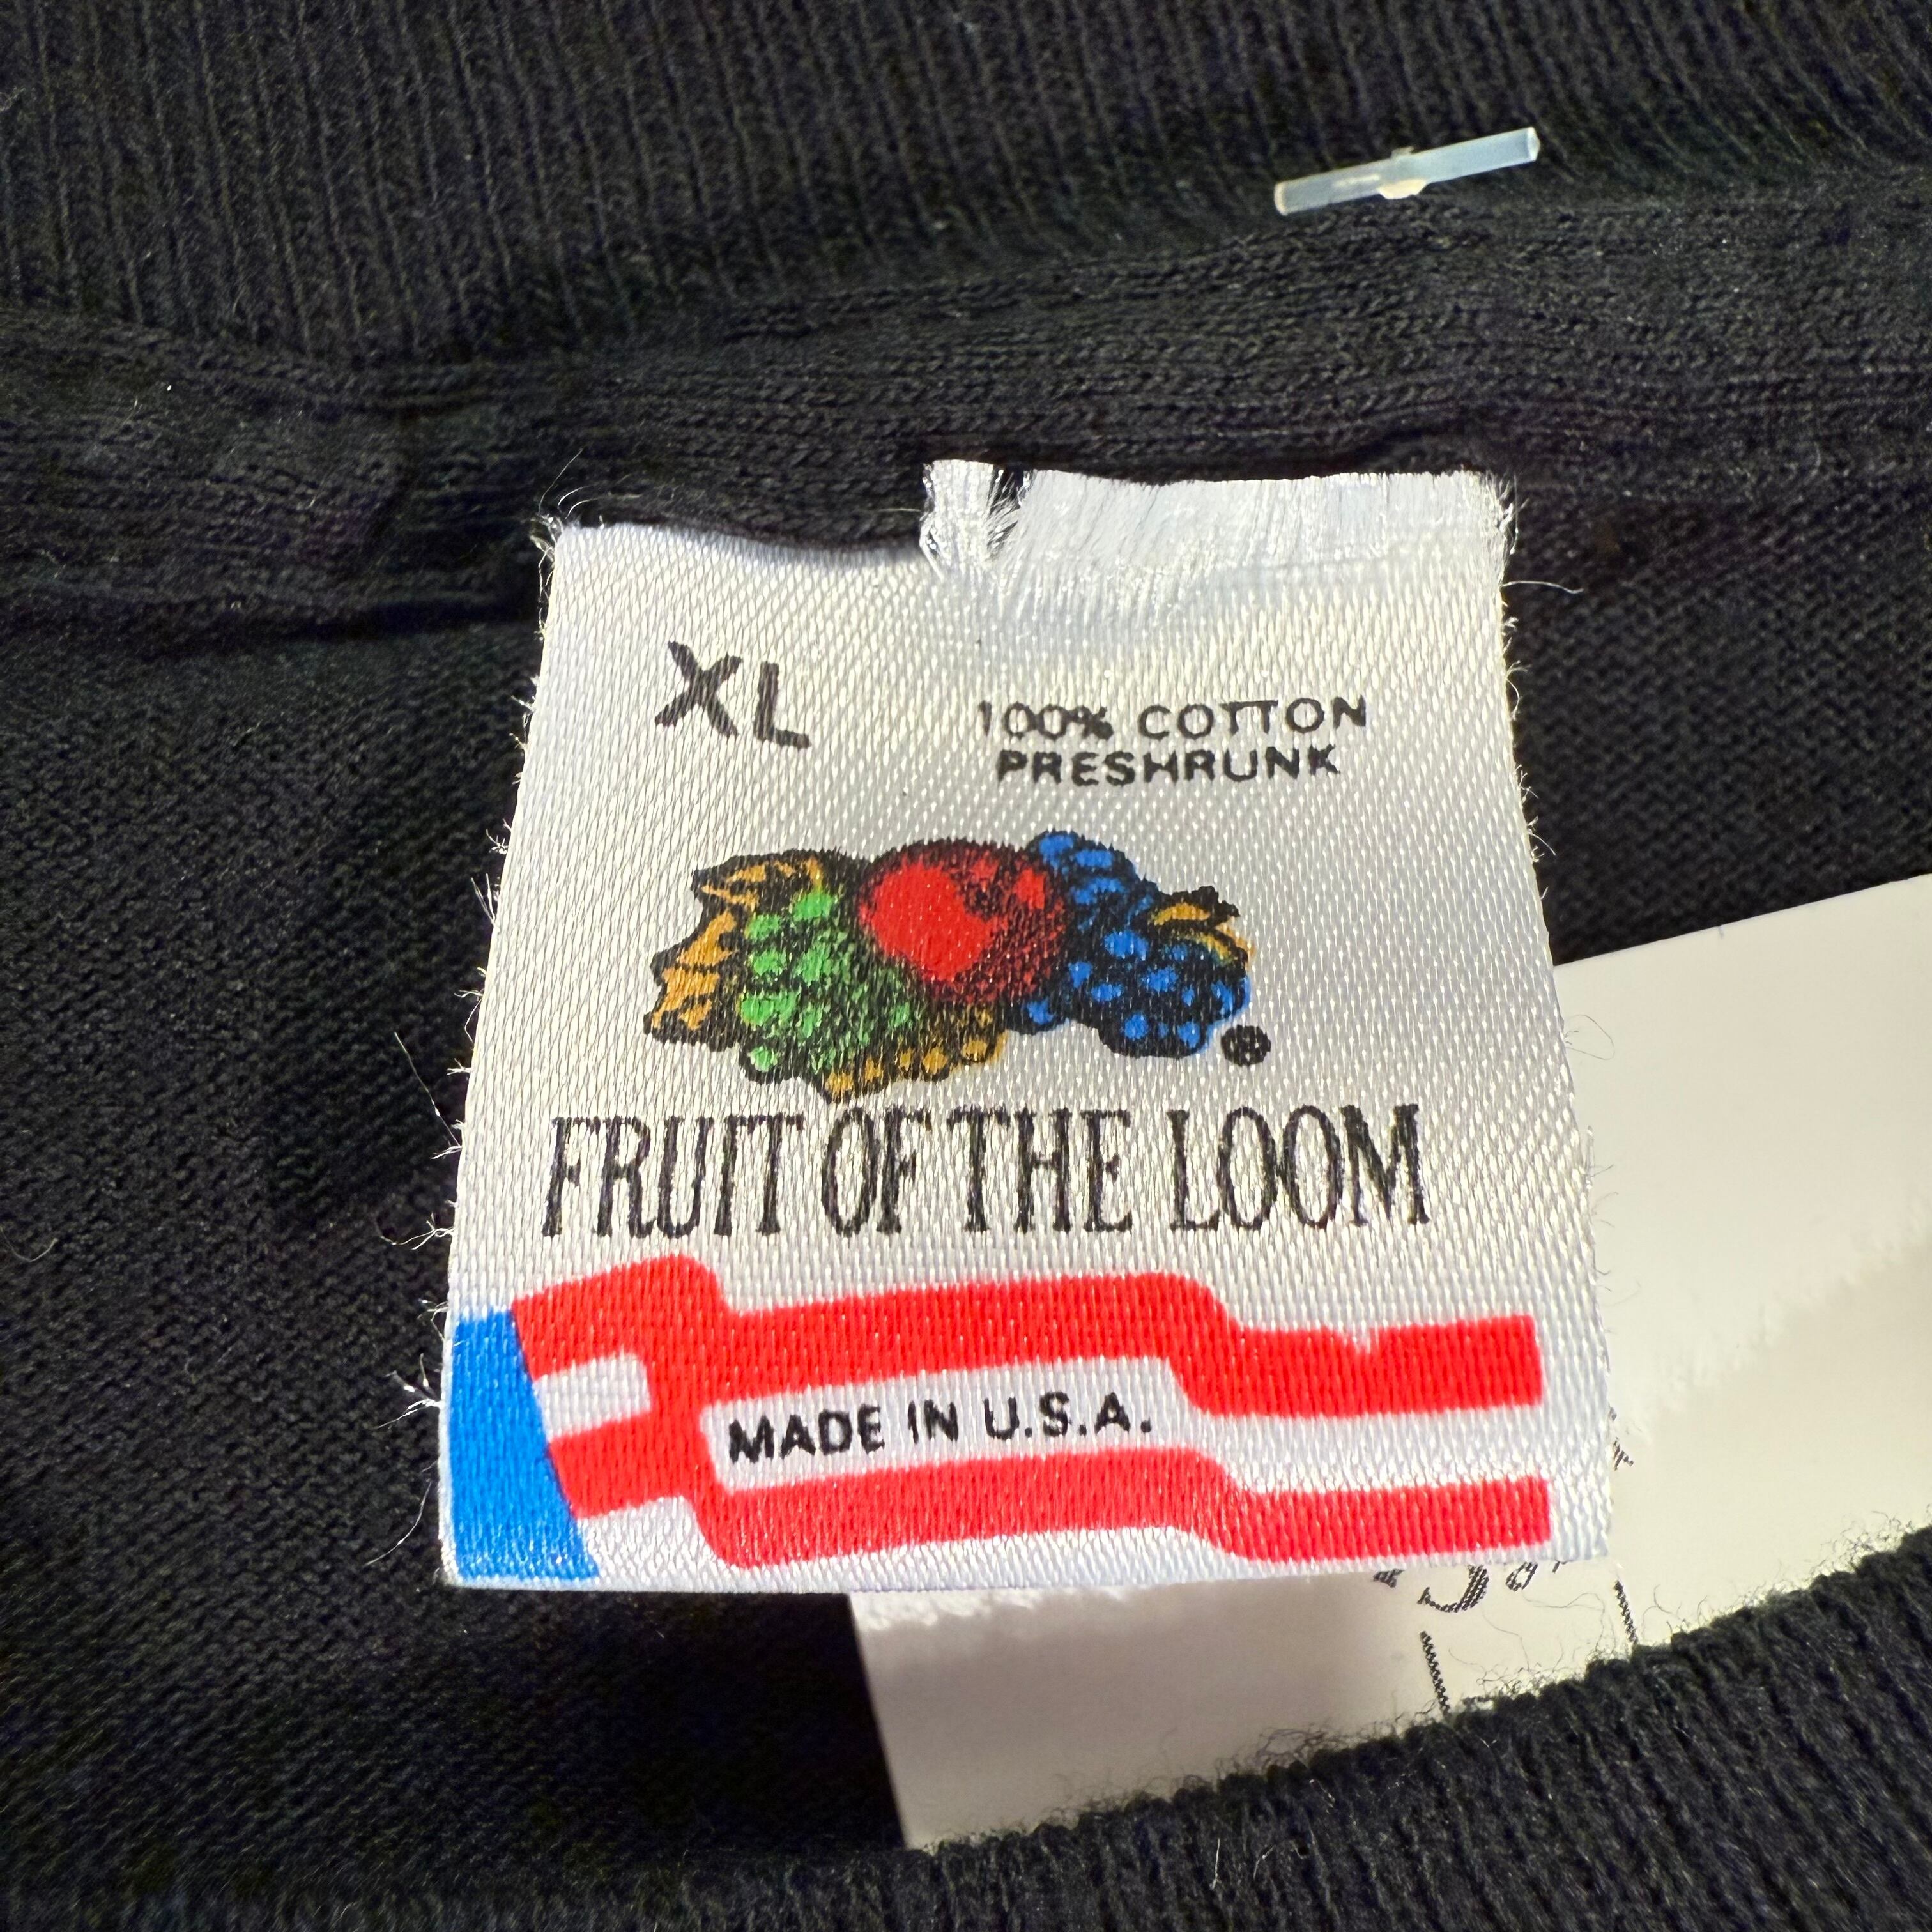 XL
100% COTTON
PRESHRUNK
®
FRUIT OF THE LOOM
MADE IN U.S.A.